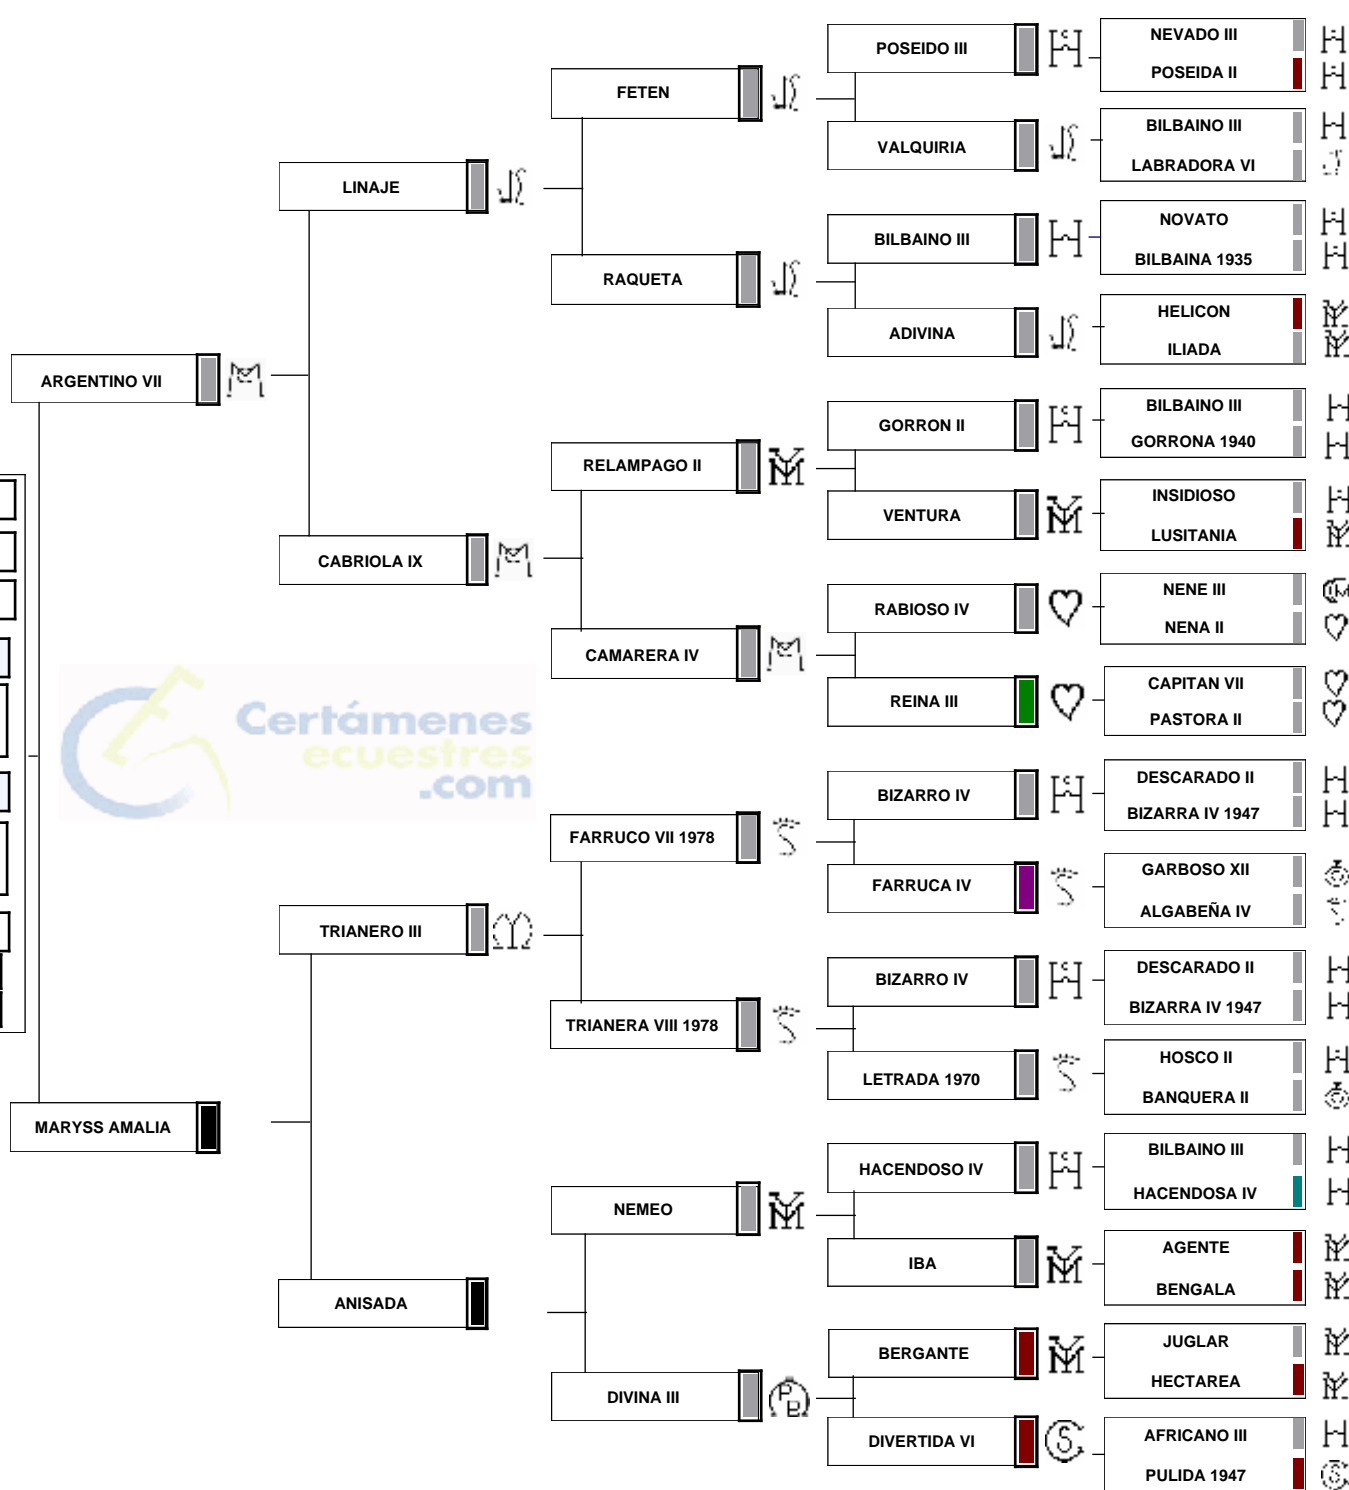 ARGENTINO VII
MARYSS AMALIA
LINAJE
CABRIOLA IX
TRIANERO III
ANISADA
FETEN
RAQUETA
RELAMPAGO II
CAMARERA IV
FARRUCO VII 1978
TRIANERA VIII 1978
NEMEO
DIVINA III
POSEIDO III
VALQUIRIA
BILBAINO III
ADIVINA
GORRON II
VENTURA
RABIOSO IV
REINA III
BIZARRO IV
FARRUCA IV
BIZARRO IV
LETRADA 1970
HACENDOSO IV
IBA
BERGANTE
DIVERTIDA VI
NEVADO III
POSEIDA II
BILBAINO III
LABRADORA VI
NOVATO
BILBAINA 1935
HELICON
ILIADA
BILBAINO III
GORRONA 1940
INSIDIOSO
LUSITANIA
NENE III
NENA II
CAPITAN VII
PASTORA II
DESCARADO II
BIZARRA IV 1947
GARBOSO XII
ALGABEÑA IV
DESCARADO II
BIZARRA IV 1947
HOSCO II
BANQUERA II
BILBAINO III
HACENDOSA IV
AGENTE
BENGALA
JUGLAR
HECTAREA
AFRICANO III
PULIDA 1947
Certámenes
ecuestres
.com